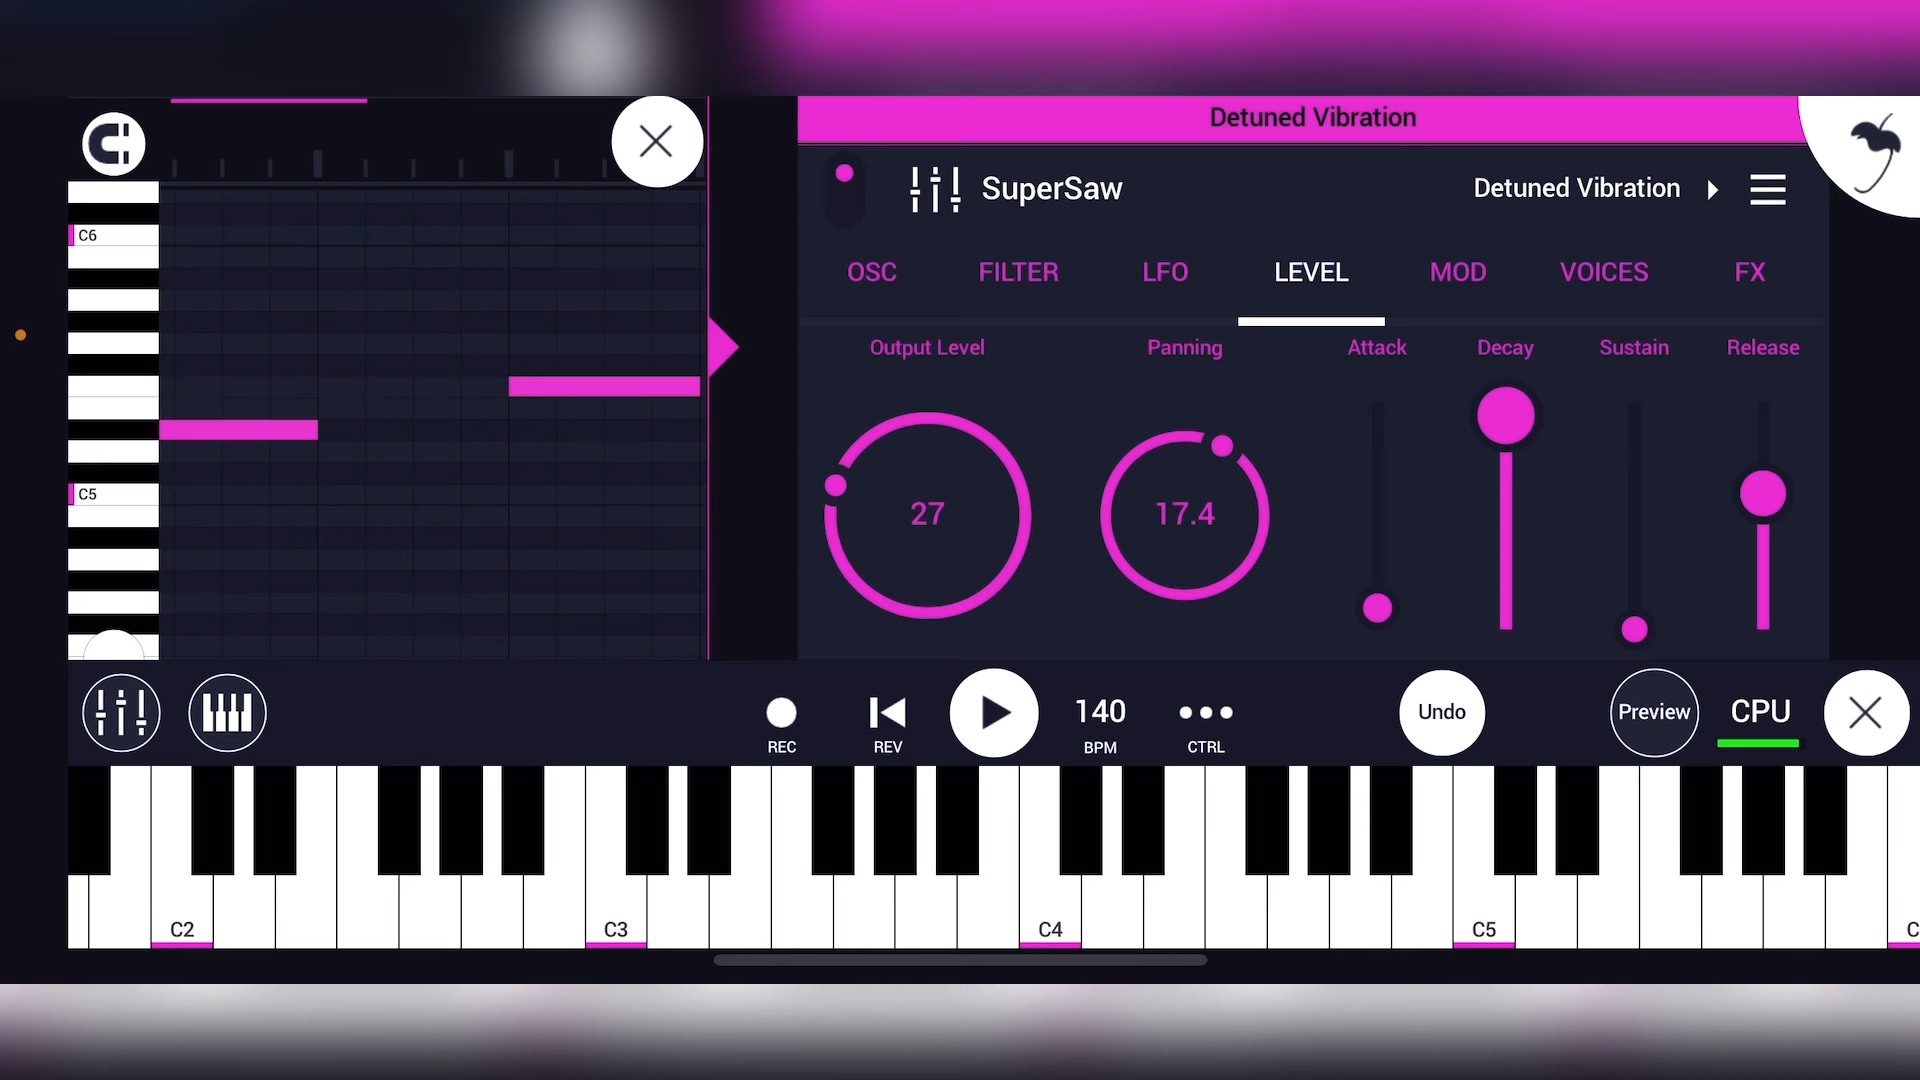 Detuned Vibration
SuperSaw
Detuned Vibration
OSC FILTER LFO LEVEL MOD VOICES FX
Output Level Panning Attack Decay Sustain Release
27 17.4
C6
C5
REC REV 140 BPM CTRL Undo Preview CPU
C2 C3 C4 C5 C